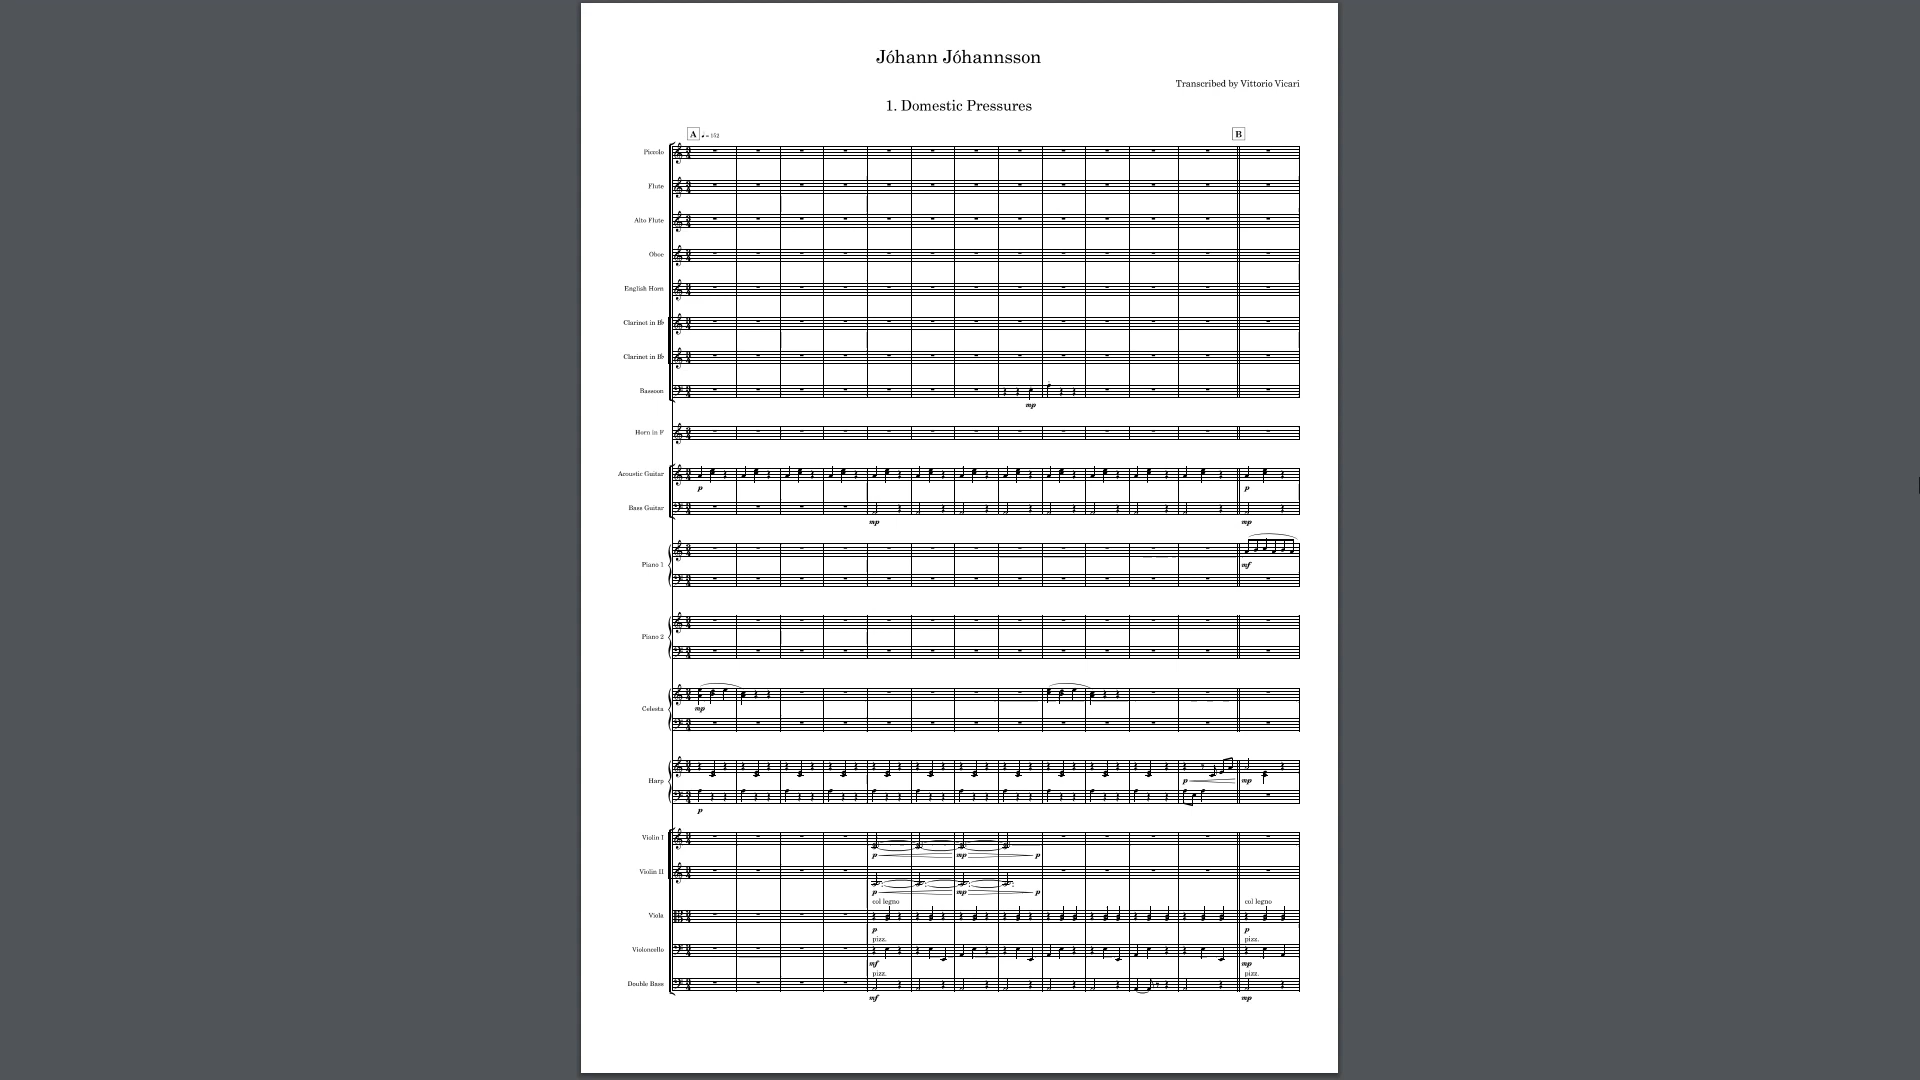 Jóhann Jóhannsson
Transcribed by Vittorio Vicari
1. Domestic Pressures
A ♩ = 152
B
Piccolo
Flute
Alto Flute
Oboe
English Horn
Clarinet in B♭
Clarinet in B♭
Bassoon
mp
Horn in F
Acoustic Guitar
p p
Bass Guitar
mp mp
Piano 1
mf
Piano 2
Celesta
mp
Harp
p mp
p
Violin I
p mp p
Violin II
p mp p
col legno col legno
Viola
p p
pizz. pizz.
Violoncello
mf mp
pizz. pizz.
Double Bass
mf mp